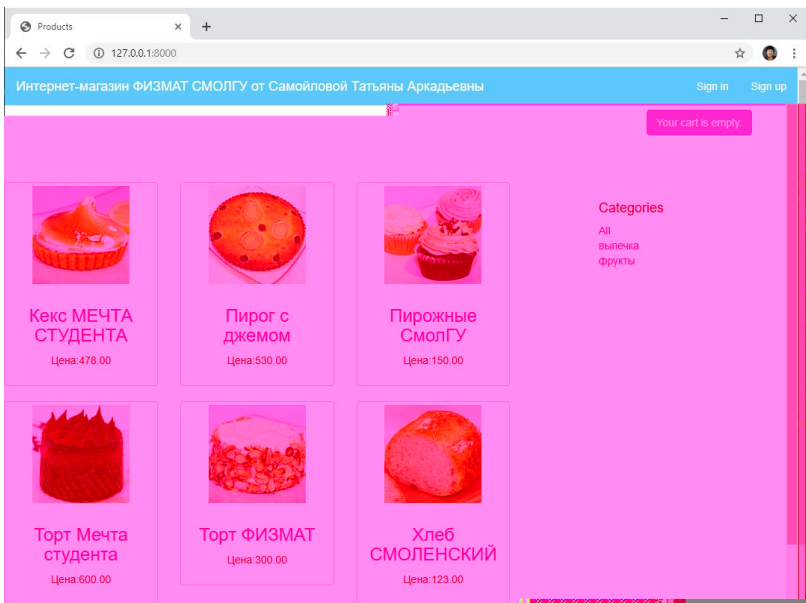 Products
127.0.0.1:8000
Интернет-магазин ФИЗМАТ СМОЛГУ от Самойловой Татьяны Аркадьевны
Sign in
Sign up
Your cart is empty.
Categories
All
выпечка
фрукты
Кекс МЕЧТА
СТУДЕНТА
Цена:478.00
Пирог с
джемом
Цена:530.00
Пирожные
СмолГУ
Цена:150.00
Торт Мечта
студента
Цена:600.00
Торт ФИЗМАТ
Цена:300.00
Хлеб
СМОЛЕНСКИЙ
Цена:123.00